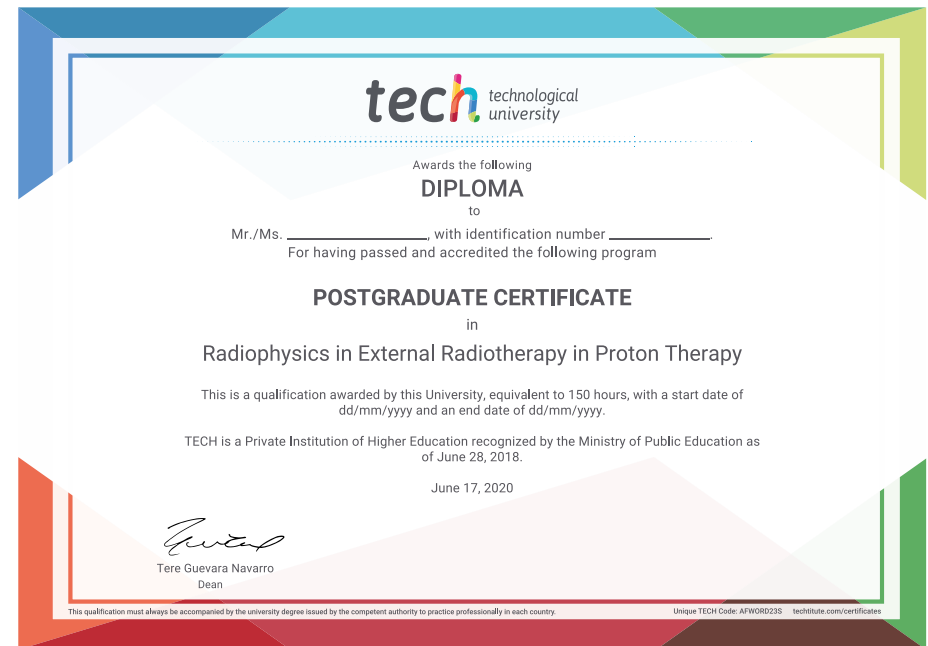 tech technological
university
Awards the following
DIPLOMA
to
Mr./Ms. ____________________, with identification number ______________.
For having passed and accredited the following program
POSTGRADUATE CERTIFICATE
in
Radiophysics in External Radiotherapy in Proton Therapy
This is a qualification awarded by this University, equivalent to 150 hours, with a start date of
dd/mm/yyyy and an end date of dd/mm/yyyy.
TECH is a Private Institution of Higher Education recognized by the Ministry of Public Education as
of June 28, 2018.
June 17, 2020
Tere Guevara Navarro
Dean
This qualification must always be accompanied by the university degree issued by the competent authority to practice professionally in each country.
Unique TECH Code: AFWORD23S techtitute.com/certificates